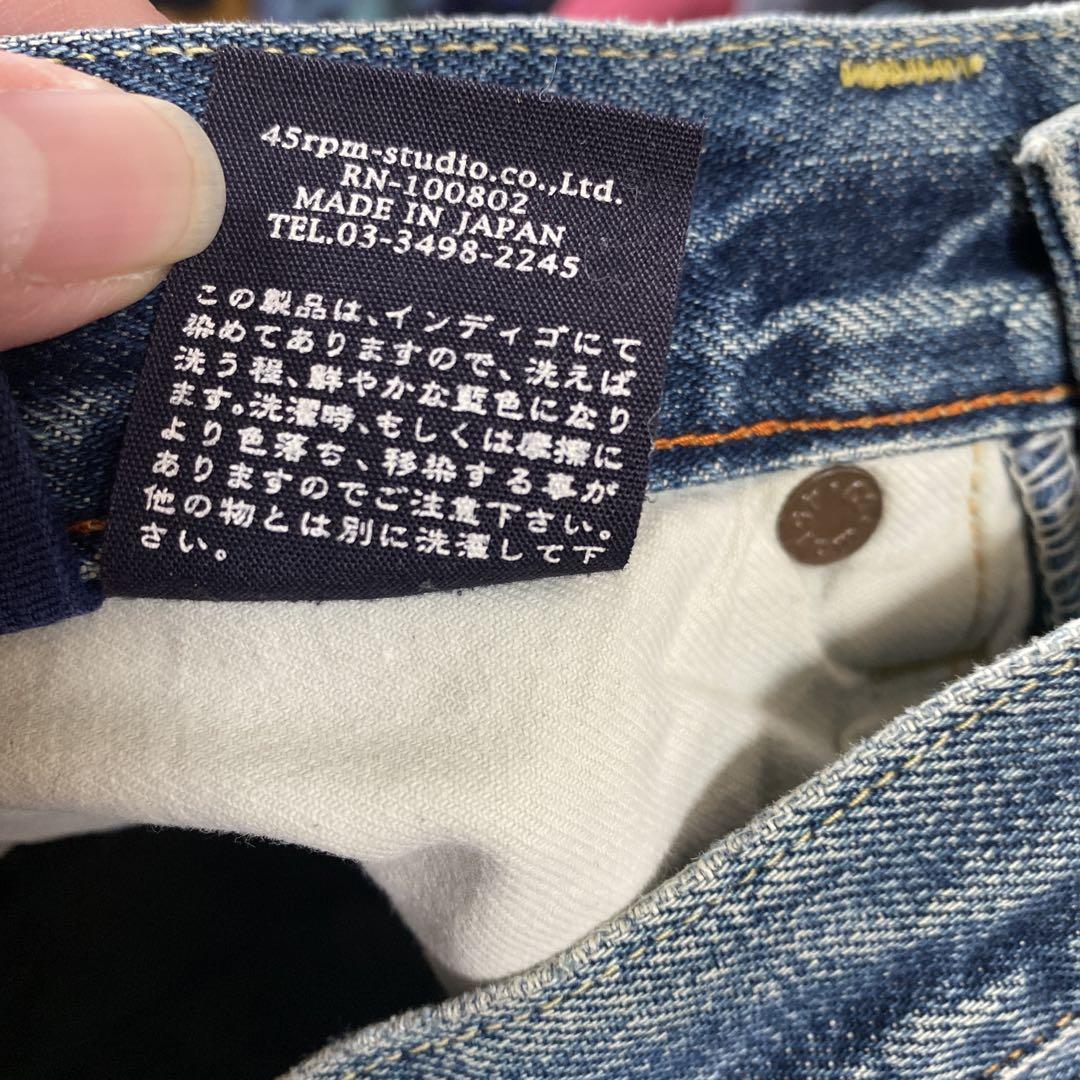 45rpm-studio.co.,Ltd.
RN-100802
MADE IN JAPAN
TEL.03-3498-2245
この製品は、インディゴにて
染めてありますので、洗えば
洗う程、鮮やかな藍色になり
ます。洗濯時、もしくは摩擦に
より色落ち、移染する事が
ありますのでご注意下さい。
他の物とは別に洗濯して下
さい。